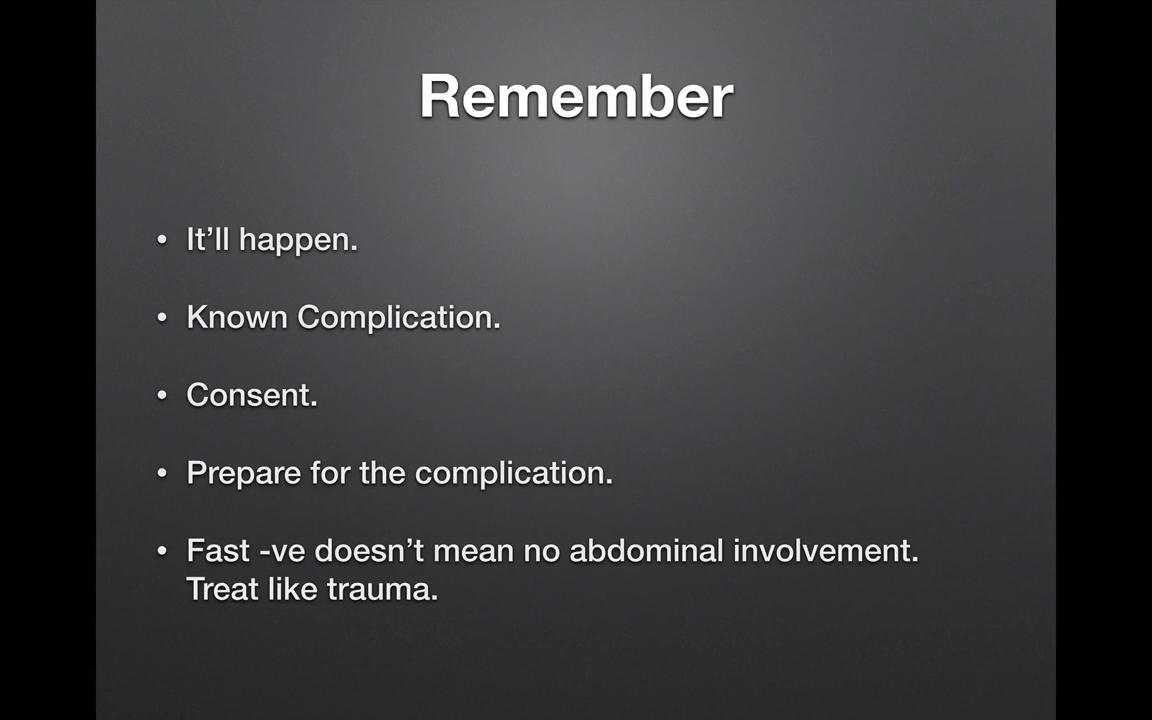 Remember
• It’ll happen.
• Known Complication.
• Consent.
• Prepare for the complication.
• Fast -ve doesn’t mean no abdominal involvement.
Treat like trauma.